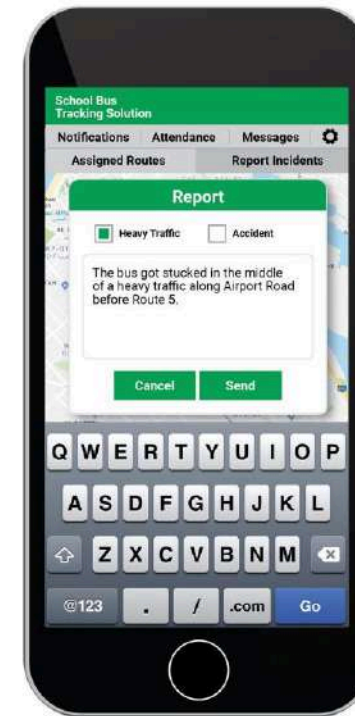 School Bus
Tracking Solution
Notifications Attendance Messages
Assigned Routes Report Incidents
Report
Heavy Traffic Accident
The bus got stucked in the middle
of a heavy traffic along Airport Road
before Route 5.
Cancel Send
Q W E R T Y U I O P
A S D F G H J K L
Z X C V B N M
@123 . / .com Go